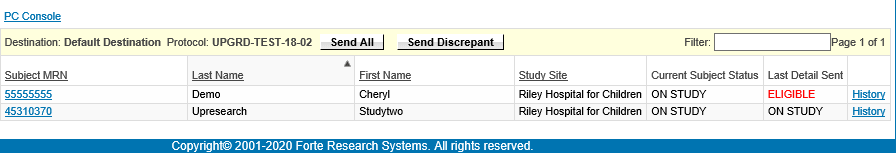 PC Console
Destination: Default Destination Protocol: UPGRD-TEST-18-02 Send All Send Discrepant Filter: Page 1 of 1
Subject MRN Last Name First Name Study Site Current Subject Status Last Detail Sent
55555555 Demo Cheryl Riley Hospital for Children ON STUDY ELIGIBLE History
45310370 Upresearch Studytwo Riley Hospital for Children ON STUDY ON STUDY History
Copyright© 2001-2020 Forte Research Systems. All rights reserved.